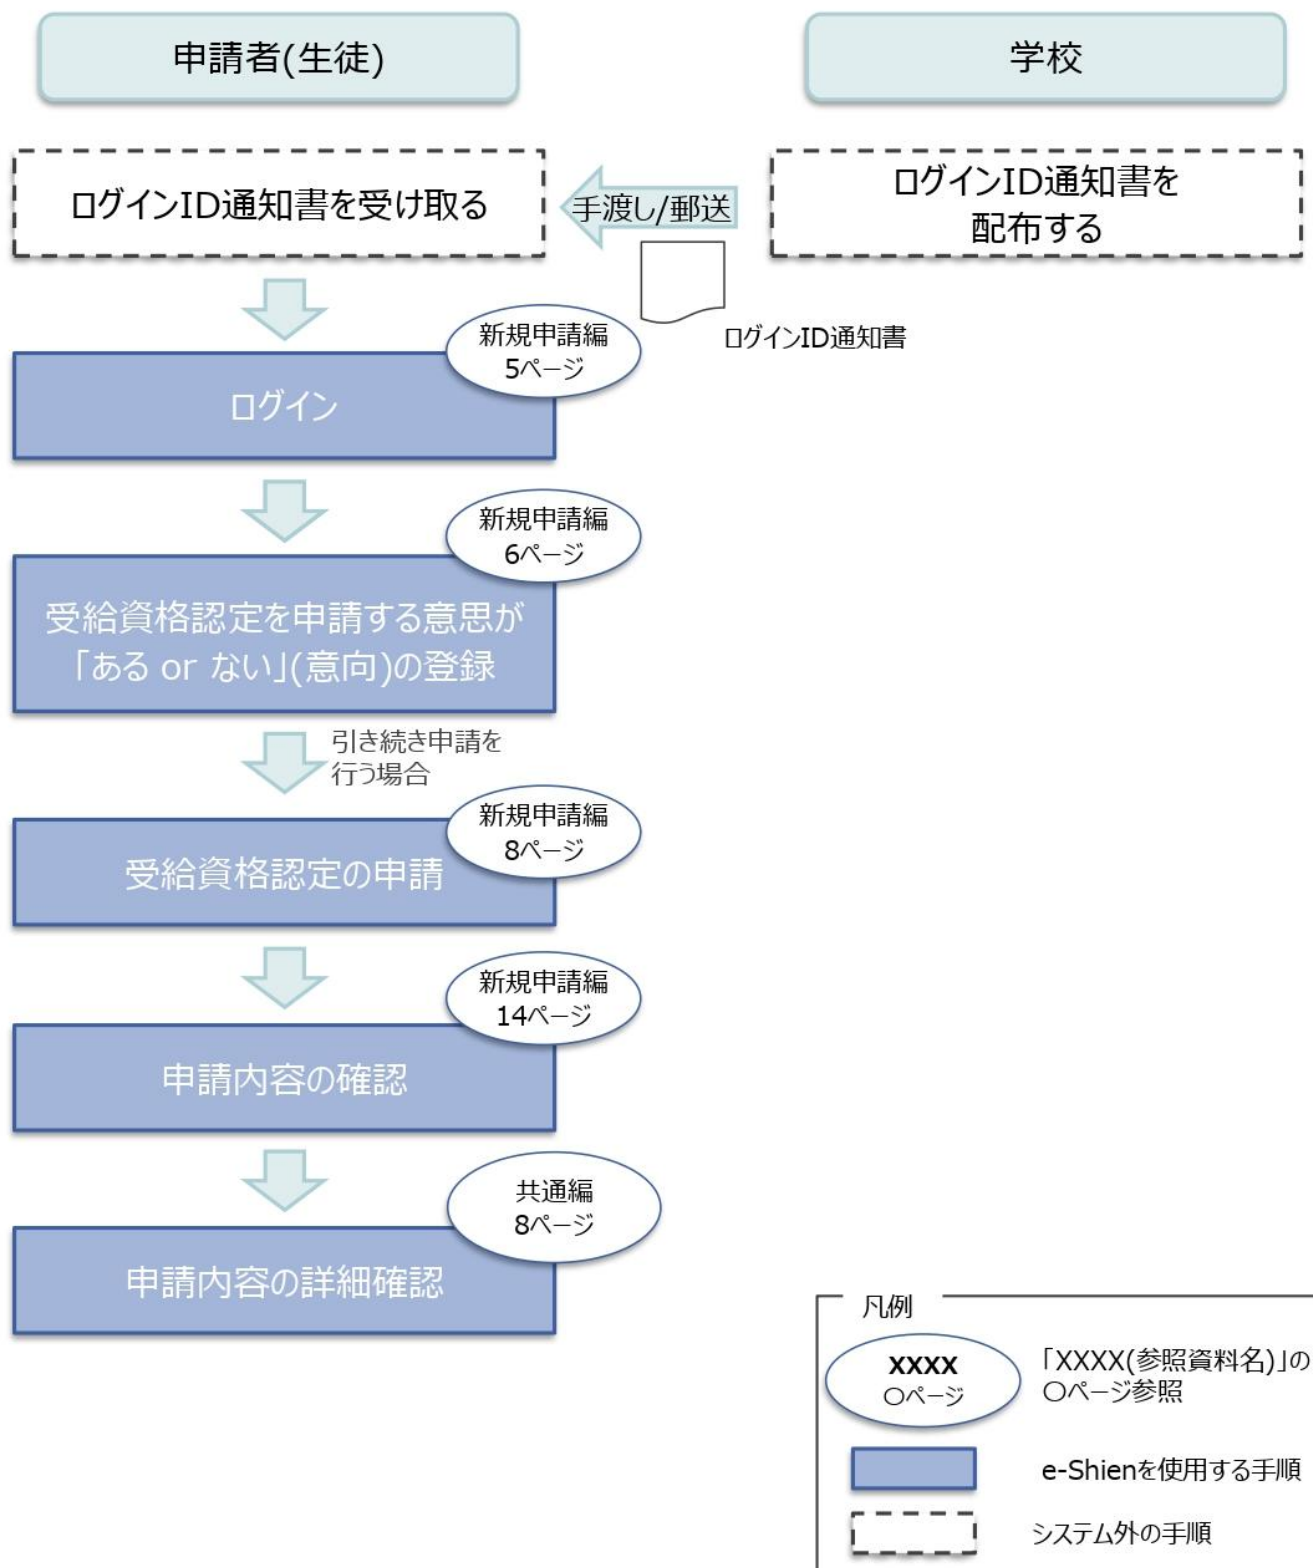 申請者(生徒)
学校
ログインID通知書を受け取る
手渡し/郵送
ログインID通知書を
配布する
ログインID通知書
新規申請編
5ページ
ログイン
新規申請編
6ページ
受給資格認定を申請する意思が
「ある or ない」(意向)の登録
引き続き申請を
行う場合
新規申請編
8ページ
受給資格認定の申請
新規申請編
14ページ
申請内容の確認
共通編
8ページ
申請内容の詳細確認
凡例
XXXX
〇ページ
「XXXX(参照資料名)」の
〇ページ参照
e-Shienを使用する手順
システム外の手順